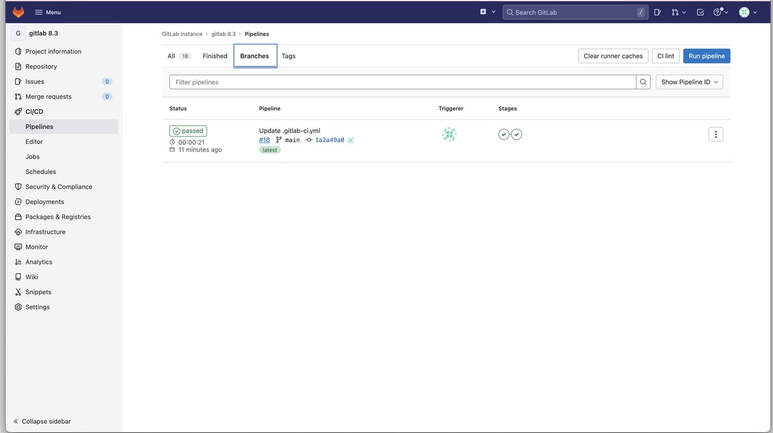 Menu
Search GitLab
/
G gitlab 8.3
GitLab Instance › gitlab 8.3 › Pipelines
Project information
Repository
Issues 0
Merge requests 0
CI/CD
Pipelines
Editor
Jobs
Schedules
Security & Compliance
Deployments
Packages & Registries
Infrastructure
Monitor
Analytics
Wiki
Snippets
Settings
Collapse sidebar
All 18 Finished Branches Tags
Clear runner caches CI lint Run pipeline
Filter pipelines
Show Pipeline ID
Status Pipeline Triggerer Stages
passed
00:00:21
11 minutes ago
Update .gitlab-ci.yml
#18 main 1a2a49a0
latest